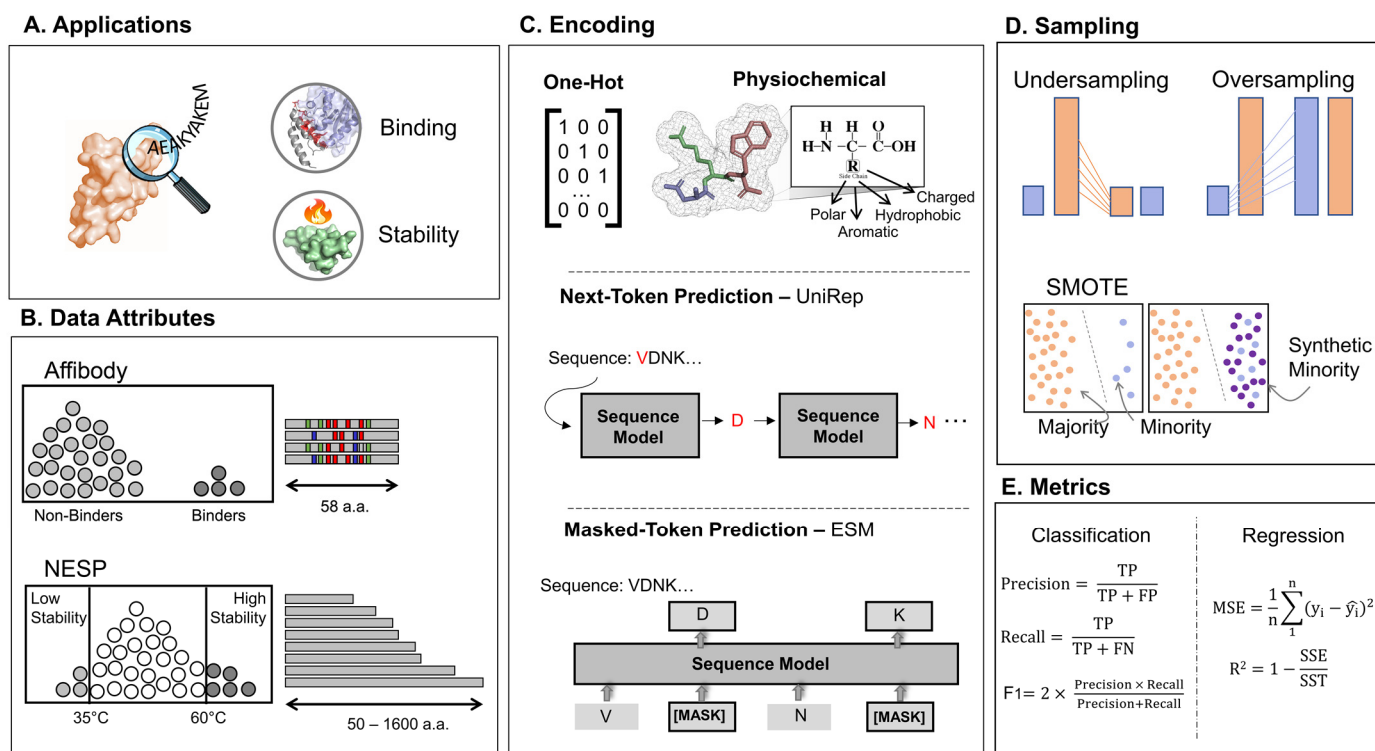 A. Applications
AEAKYAKEM
Binding
Stability
B. Data Attributes
Affibody
Non-Binders
Binders
58 a.a.
NESP
Low
Stability
High
Stability
35°C
60°C
50 – 1600 a.a.
C. Encoding
One-Hot
1 0 0
0 1 0
0 0 1
...
0 0 0
Physiochemical
H H O
H-N-C-C-OH
R
Side Chain
Charged
Polar
Hydrophobic
Aromatic
Next-Token Prediction – UniRep
Sequence: VDNK...
Sequence
Model
D
Sequence
Model
N ...
Masked-Token Prediction – ESM
Sequence: VDNK...
D K
Sequence Model
V [MASK] N [MASK]
D. Sampling
Undersampling
Oversampling
SMOTE
Synthetic
Minority
Majority
Minority
E. Metrics
Classification
Precision = TP / TP + FP
Recall = TP / TP + FN
F1= 2 × Precision × Recall / Precision+Recall
Regression
MSE = 1/n n∑1 (yi − ŷi)²
R² = 1 − SSE / SST